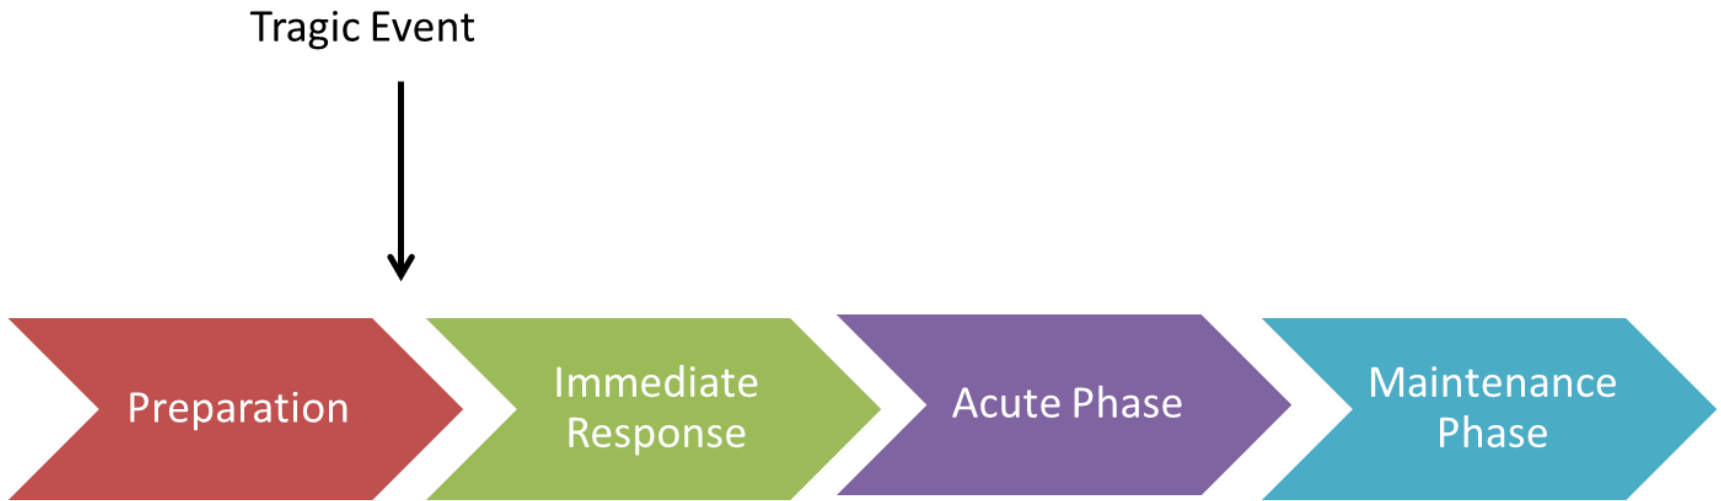 Tragic Event
Preparation
Immediate
Response
Acute Phase
Maintenance
Phase